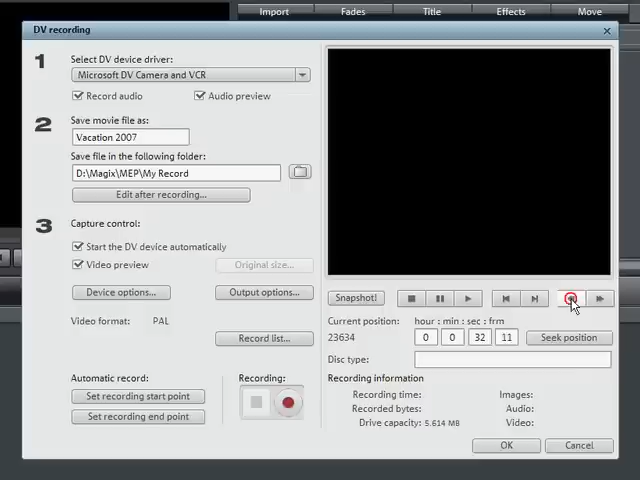 Import Fades Title Effects Move
DV recording
1 Select DV device driver:
Microsoft DV Camera and VCR
Record audio Audio preview
2 Save movie file as:
Vacation 2007
Save file in the following folder:
D:\Magix\MEP\My Record
Edit after recording...
3 Capture control:
Start the DV device automatically
Video preview Original size...
Device options... Output options...
Video format: PAL
Record list...
Automatic record: Recording:
Set recording start point
Set recording end point
Snapshot!
Current position: hour : min : sec : frm
23634 0 0 32 11 Seek position
Disc type:
Recording information
Recording time: Images:
Recorded bytes: Audio:
Drive capacity: 5.614 MB Video:
OK Cancel